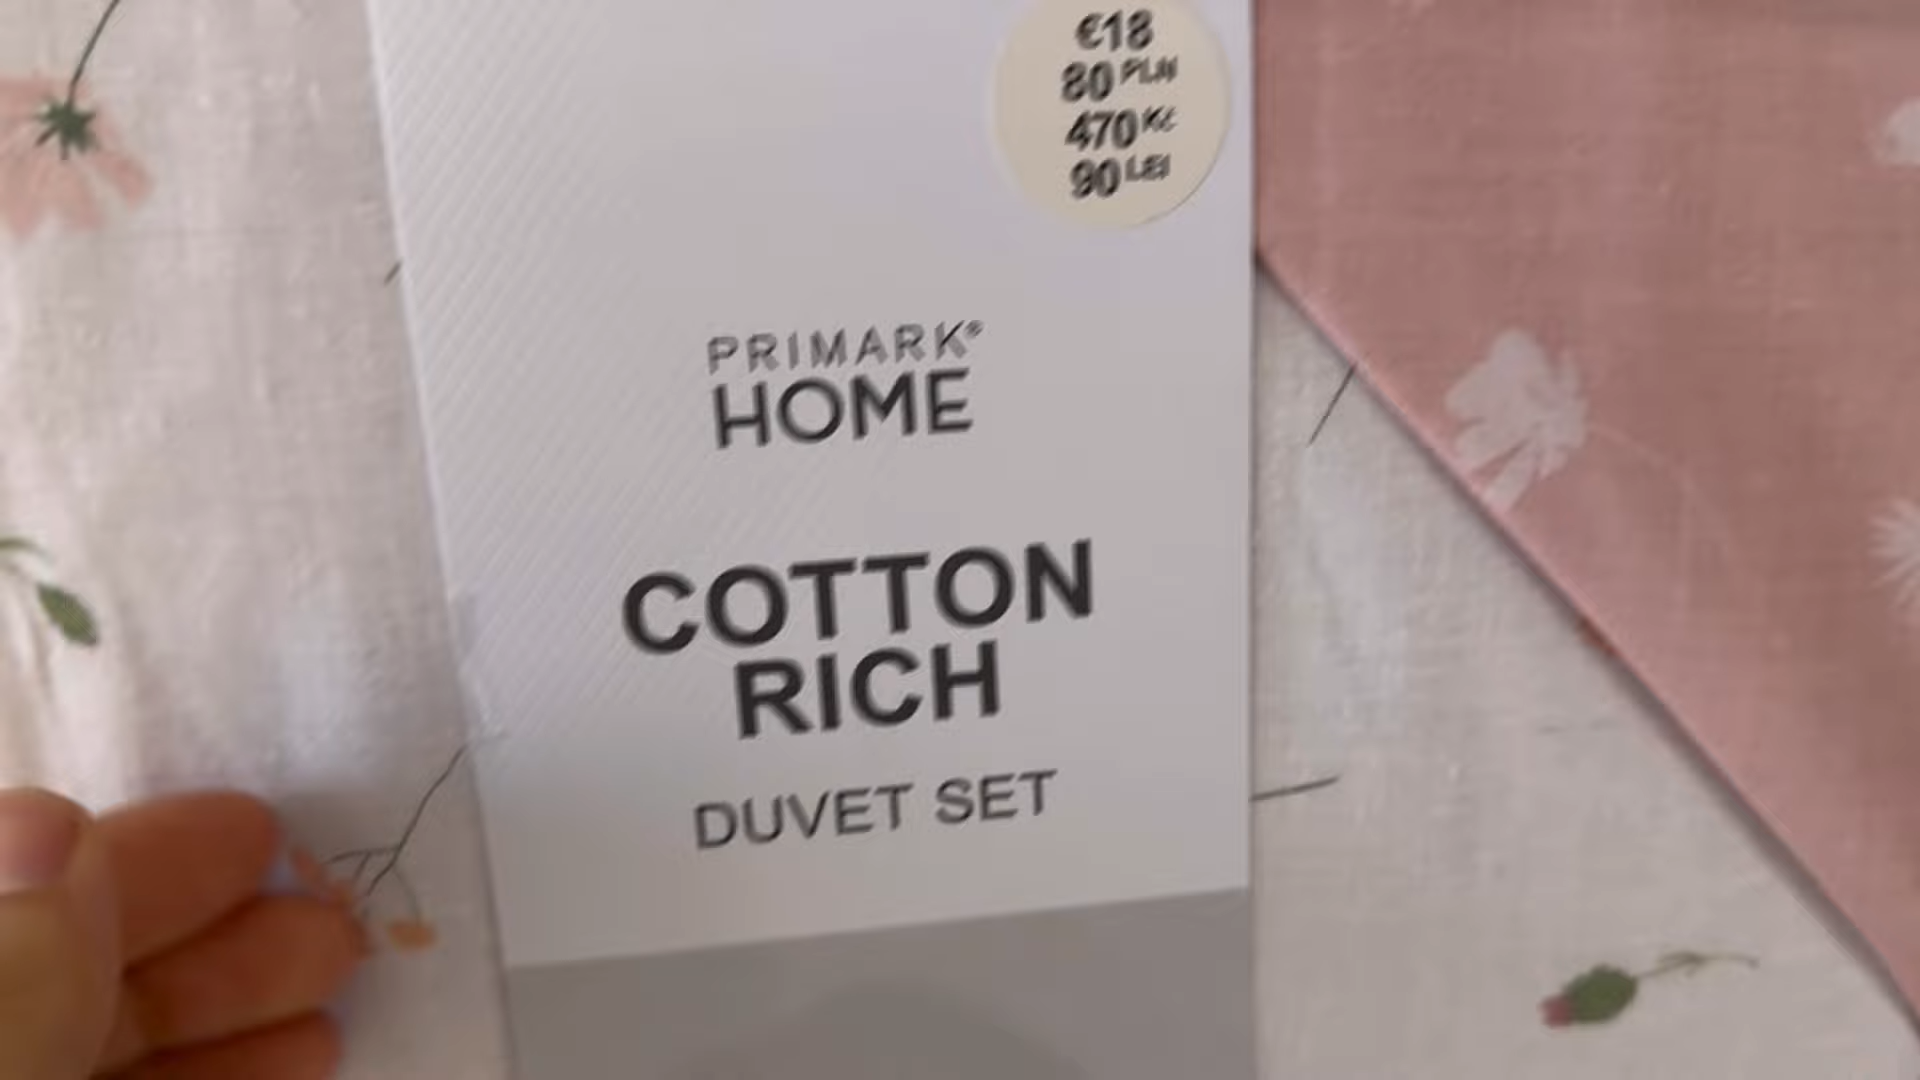 €18
80 PLN
470 Kč
90 LEI
PRIMARK®
HOME
COTTON
RICH
DUVET SET